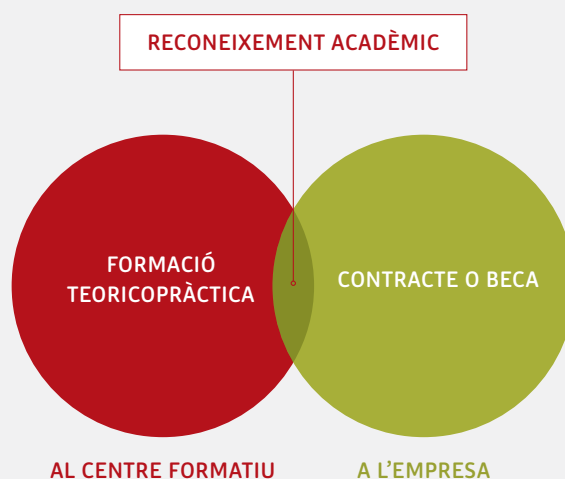 RECONEIXEMENT ACADÈMIC
FORMACIÓ
TEORICOPRÀCTICA
CONTRACTE O BECA
AL CENTRE FORMATIU
A L’EMPRESA